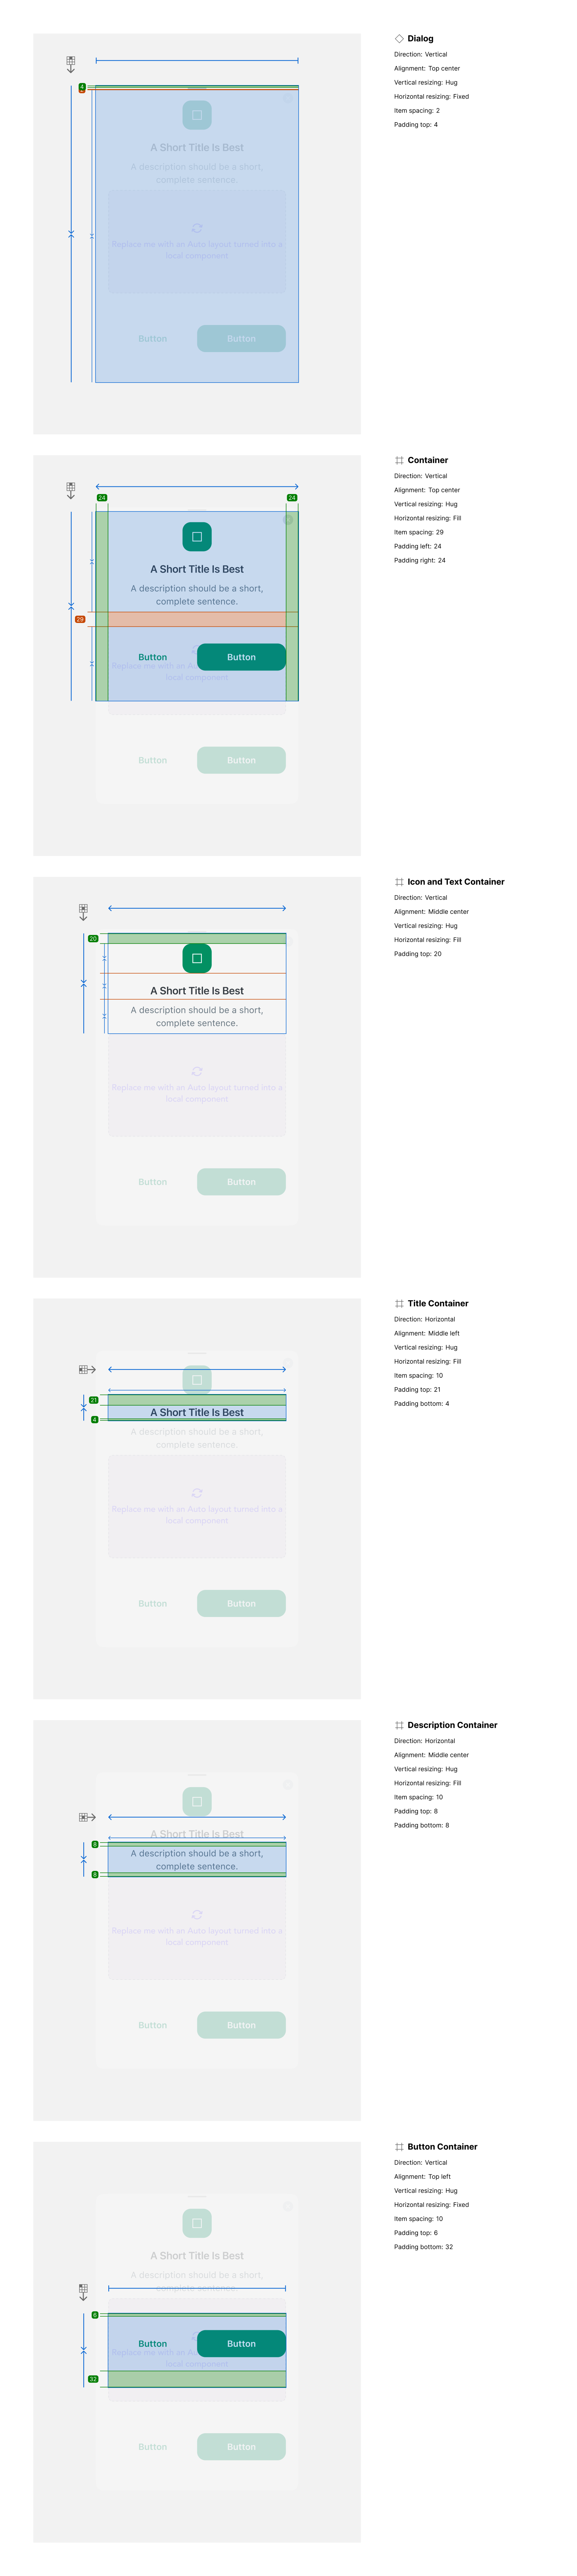 Dialog
Direction: Vertical
Alignment: Top center
Vertical resizing: Hug
Horizontal resizing: Fixed
Item spacing: 2
Padding top: 4
4
A Short Title Is Best
A description should be a short,
complete sentence.
Replace me with an Auto layout turned into a
local component
Button
Button
Container
Direction: Vertical
Alignment: Top center
Vertical resizing: Hug
Horizontal resizing: Fill
Item spacing: 29
Padding left: 24
Padding right: 24
24
24
A Short Title Is Best
A description should be a short,
complete sentence.
29
Button
Button
Replace me with an Au
local component
Button
Button
Icon and Text Container
Direction: Vertical
Alignment: Middle center
Vertical resizing: Hug
Horizontal resizing: Fill
Padding top: 20
20
A Short Title Is Best
A description should be a short,
complete sentence.
Replace me with an Auto layout turned into a
local component
Button
Button
Title Container
Direction: Horizontal
Alignment: Middle left
Vertical resizing: Hug
Horizontal resizing: Fill
Item spacing: 10
Padding top: 21
Padding bottom: 4
21
A Short Title Is Best
4
A description should be a short,
complete sentence.
Replace me with an Auto layout turned into a
local component
Button
Button
Description Container
Direction: Horizontal
Alignment: Middle center
Vertical resizing: Hug
Horizontal resizing: Fill
Item spacing: 10
Padding top: 8
Padding bottom: 8
A Short Title Is Best
8
A description should be a short,
complete sentence.
8
Replace me with an Auto layout turned into a
local component
Button
Button
Button Container
Direction: Vertical
Alignment: Top left
Vertical resizing: Hug
Horizontal resizing: Fixed
Item spacing: 10
Padding top: 6
Padding bottom: 32
A Short Title Is Best
A description should be a short,
complete sentence.
6
Button
Button
Replace me with an Au
local component
32
Button
Button